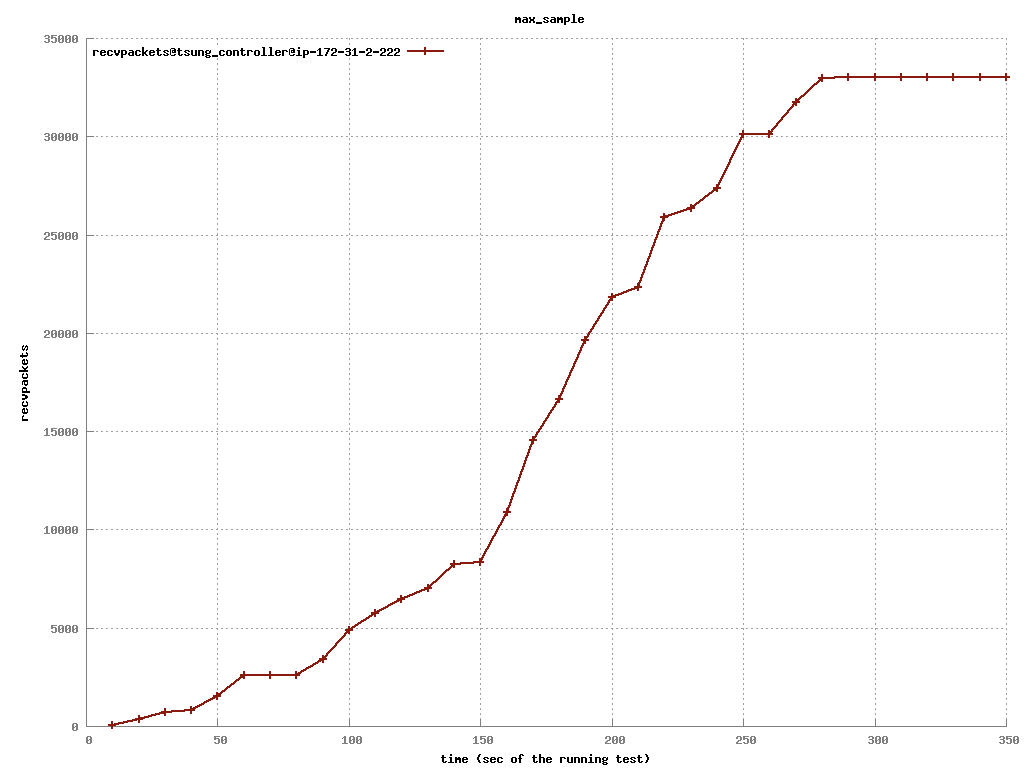 max_sample
35000
recvpackets@tsung_controller@ip-172-31-2-222
30000
25000
20000
recvpackets
15000
10000
5000
0
0 50 100 150 200 250 300 350
time (sec of the running test)